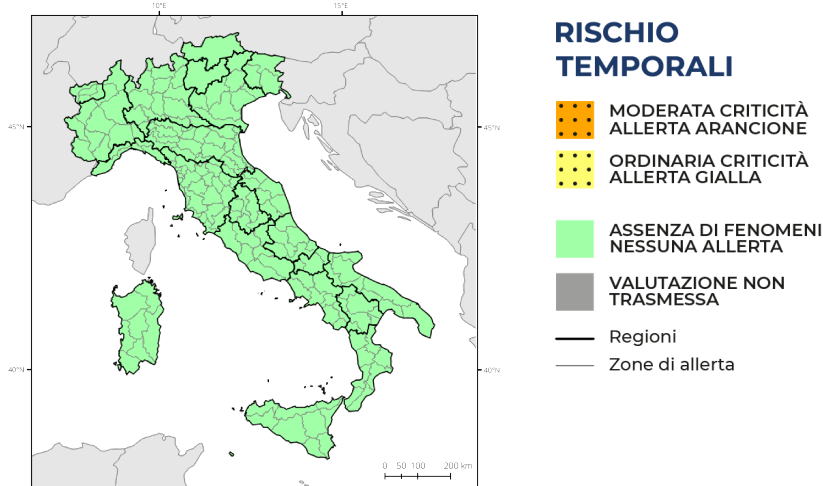 10°E 15°E
RISCHIO
TEMPORALI
MODERATA CRITICITÀ
ALLERTA ARANCIONE
45°N 45°N
ORDINARIA CRITICITÀ
ALLERTA GIALLA
ASSENZA DI FENOMENI
NESSUNA ALLERTA
VALUTAZIONE NON
TRASMESSA
Regioni
Zone di allerta
40°N 40°N
0 50 100 200 km